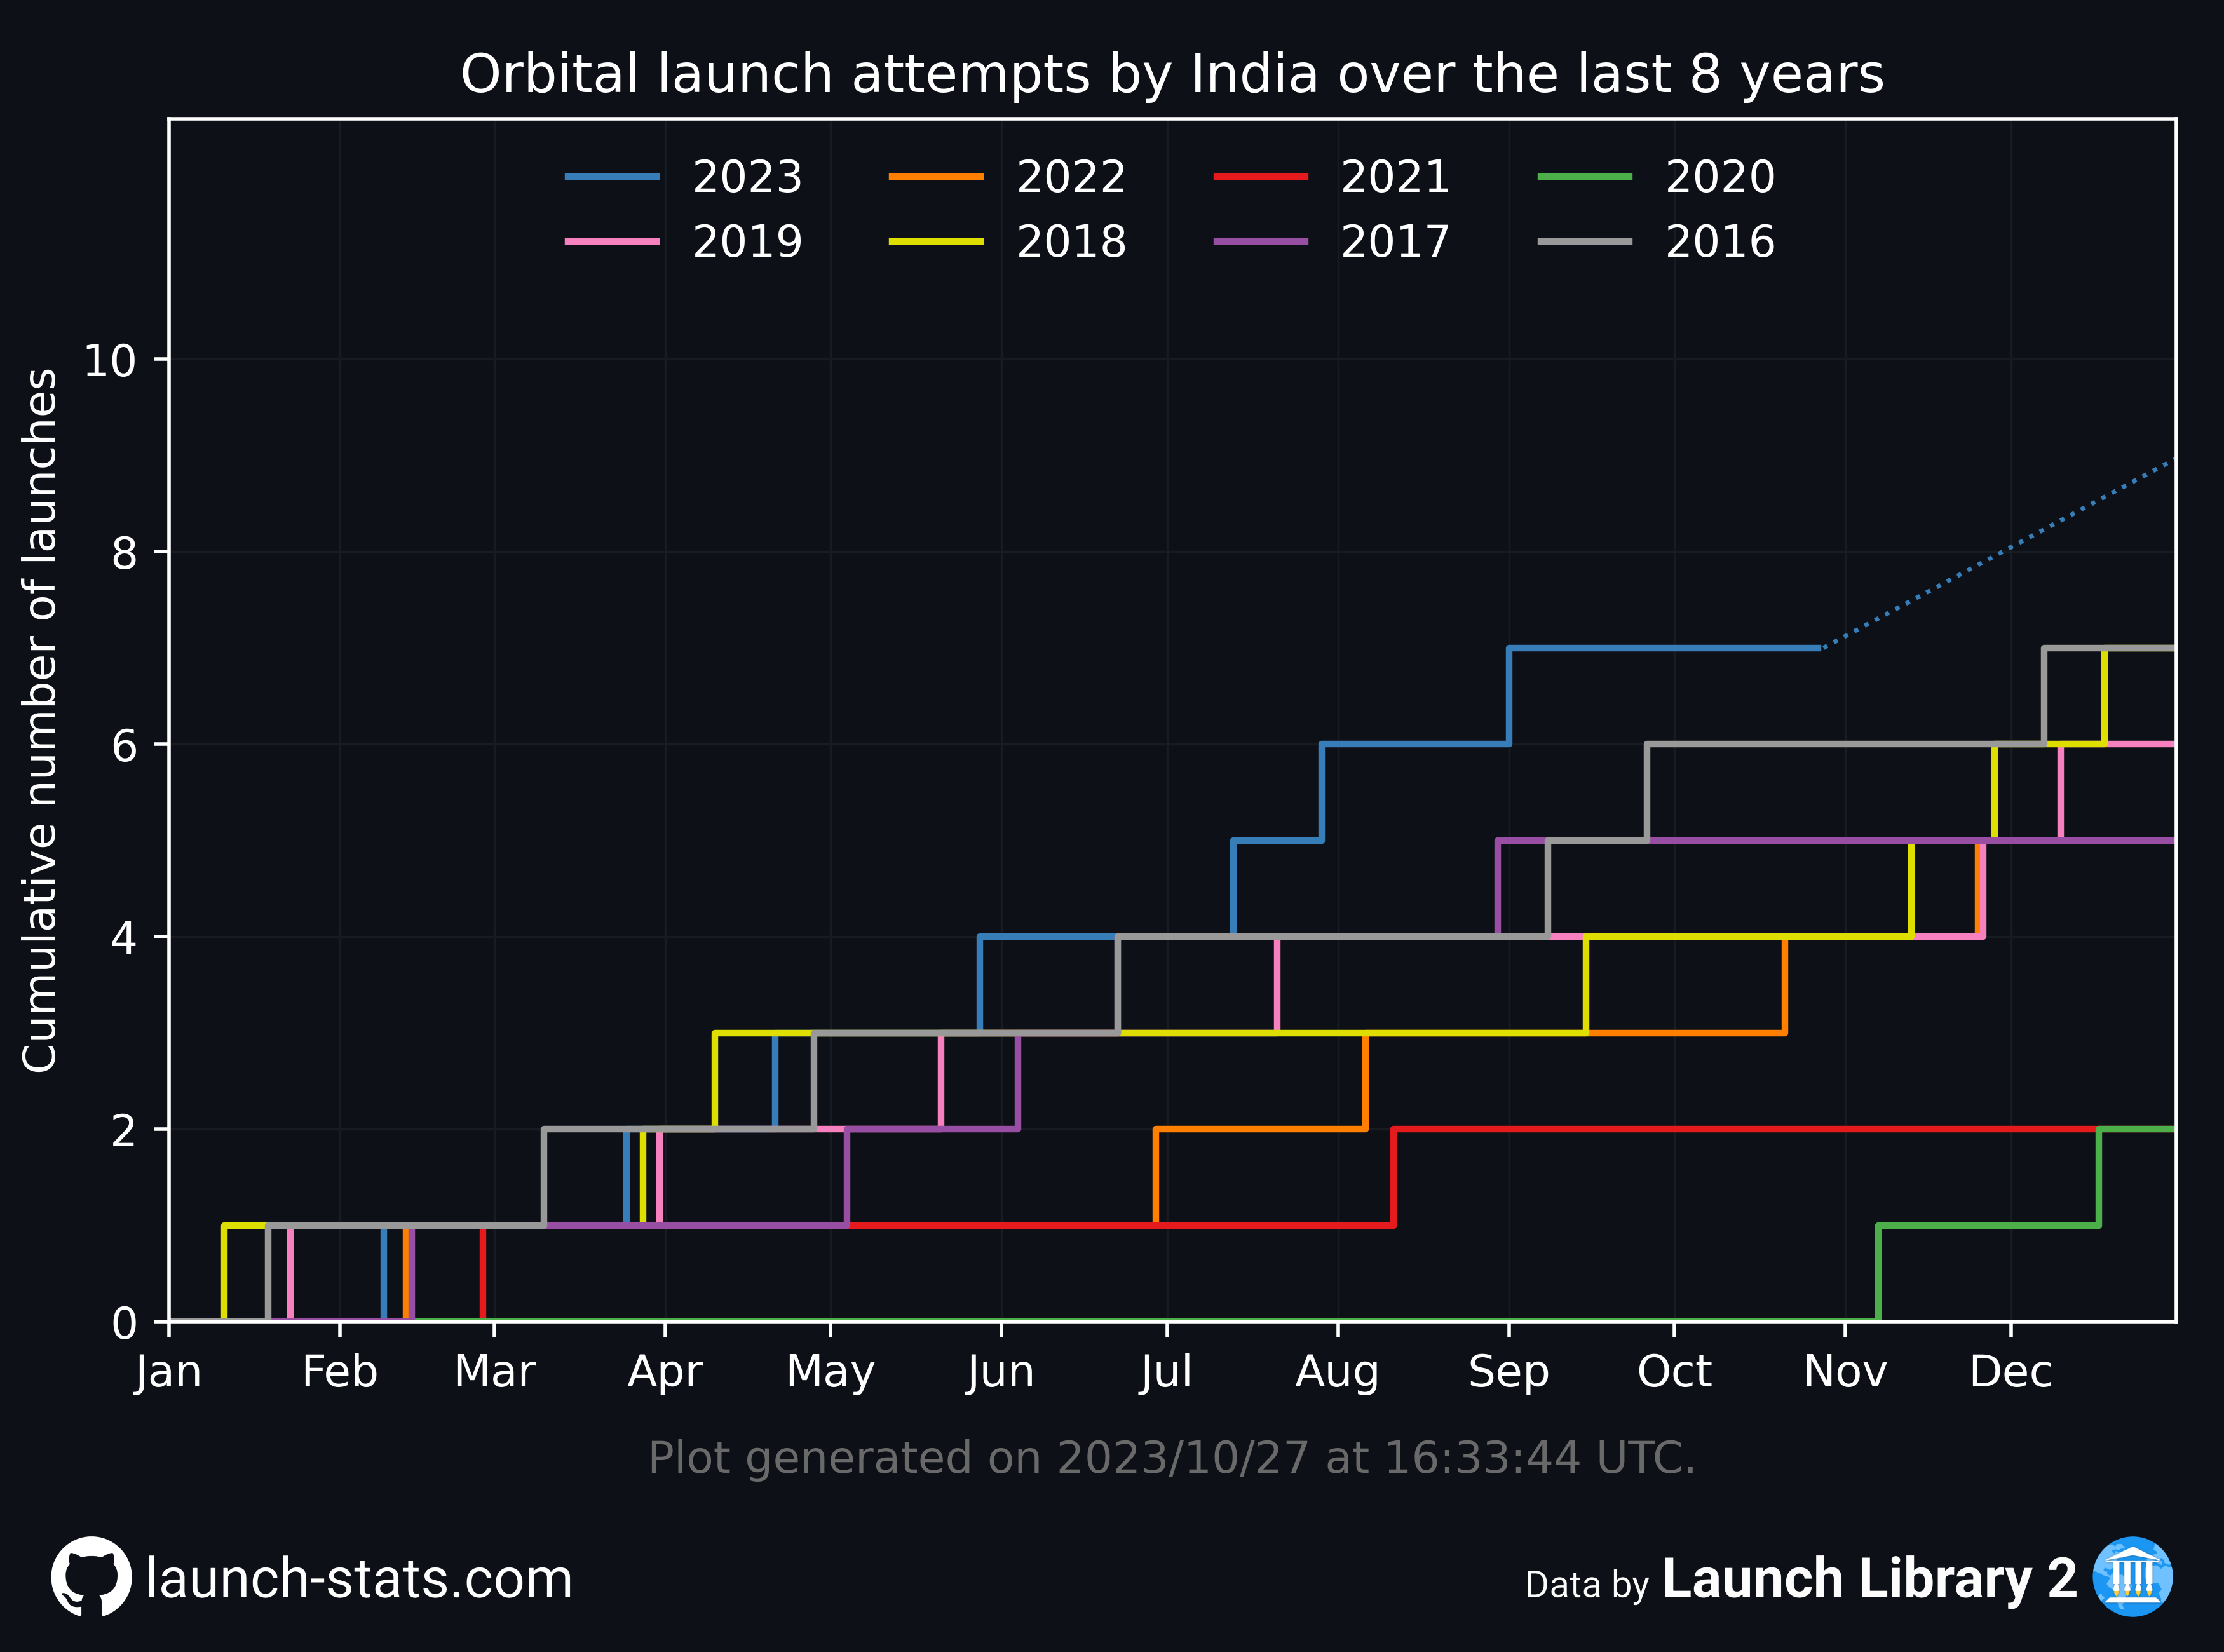 Orbital launch attempts by India over the last 8 years
2023 2022 2021 2020
2019 2018 2017 2016
Cumulative number of launches
10
8
6
4
2
0
Jan Feb Mar Apr May Jun Jul Aug Sep Oct Nov Dec
Plot generated on 2023/10/27 at 16:33:44 UTC.
launch-stats.com
Data by Launch Library 2